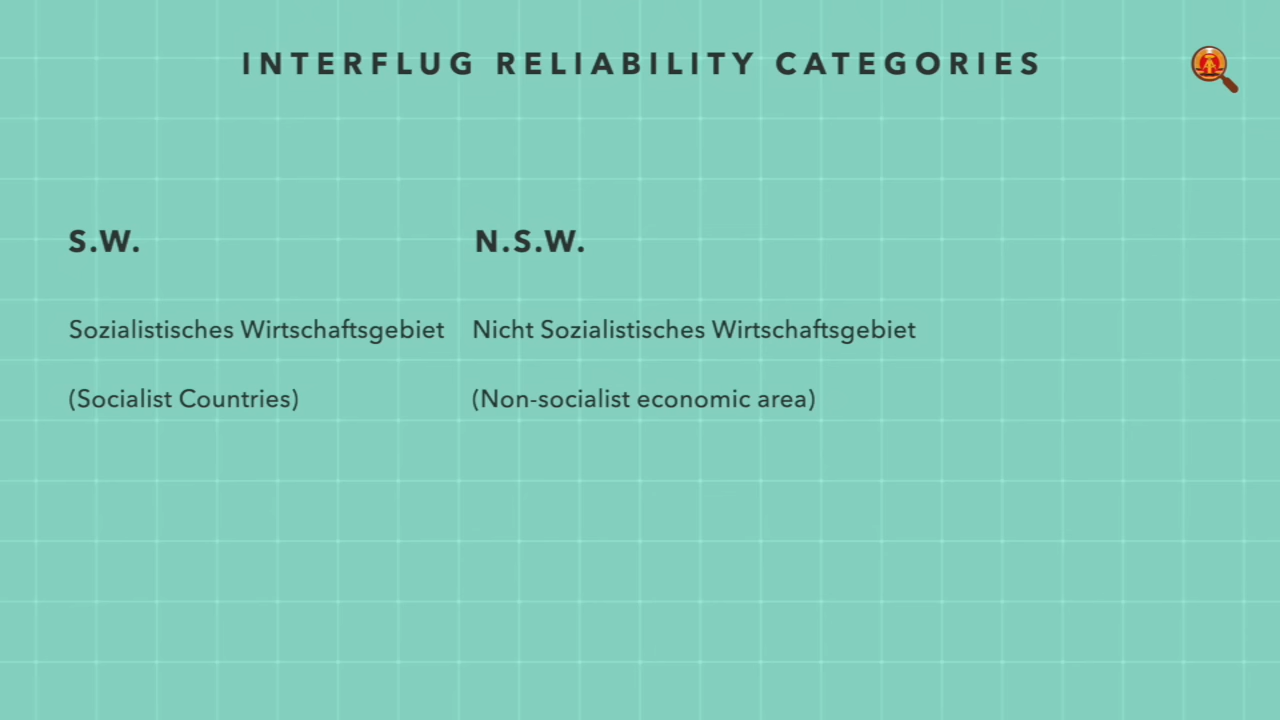 INTERFLUG RELIABILITY CATEGORIES
S.W.
N.S.W.
Sozialistisches Wirtschaftsgebiet
Nicht Sozialistisches Wirtschaftsgebiet
(Socialist Countries)
(Non-socialist economic area)